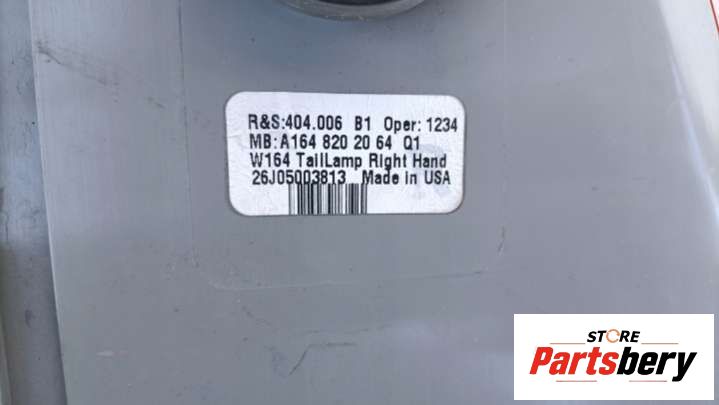 R&S:404.006 B1 Oper: 1234
MB: A164 820 20 64 Q1
W164 TailLamp Right Hand
26J05003813 Made in USA
STORE
Partsbery